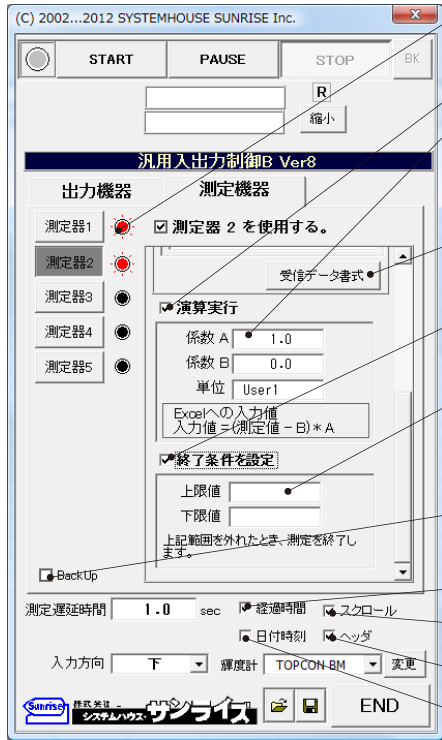 (C) 2002...2012 SYSTEMHOUSE SUNRISE Inc.
START PAUSE STOP BK
R
縮小
汎用入出力制御B Ver8
出力機器 測定機器
測定器1 測定器 2 を使用する。
測定器2
受信データ書式
測定器3 演算実行
係数 A 1.0
測定器4
係数 B 0.0
測定器5
単位 User1
Excelへの入力値
入力値 =(測定値 - B)* A
終了条件を設定
上限値
下限値
上記範囲を外れたとき、測定を終了し
ます。
BackUp
測定遅延時間 1.0 sec 経過時間 スクロール
日付時刻 ヘッダ
入力方向 下 輝度計 TOPCON BM 変更
Sunrise 株式会社
システムハウス・サンライズ END